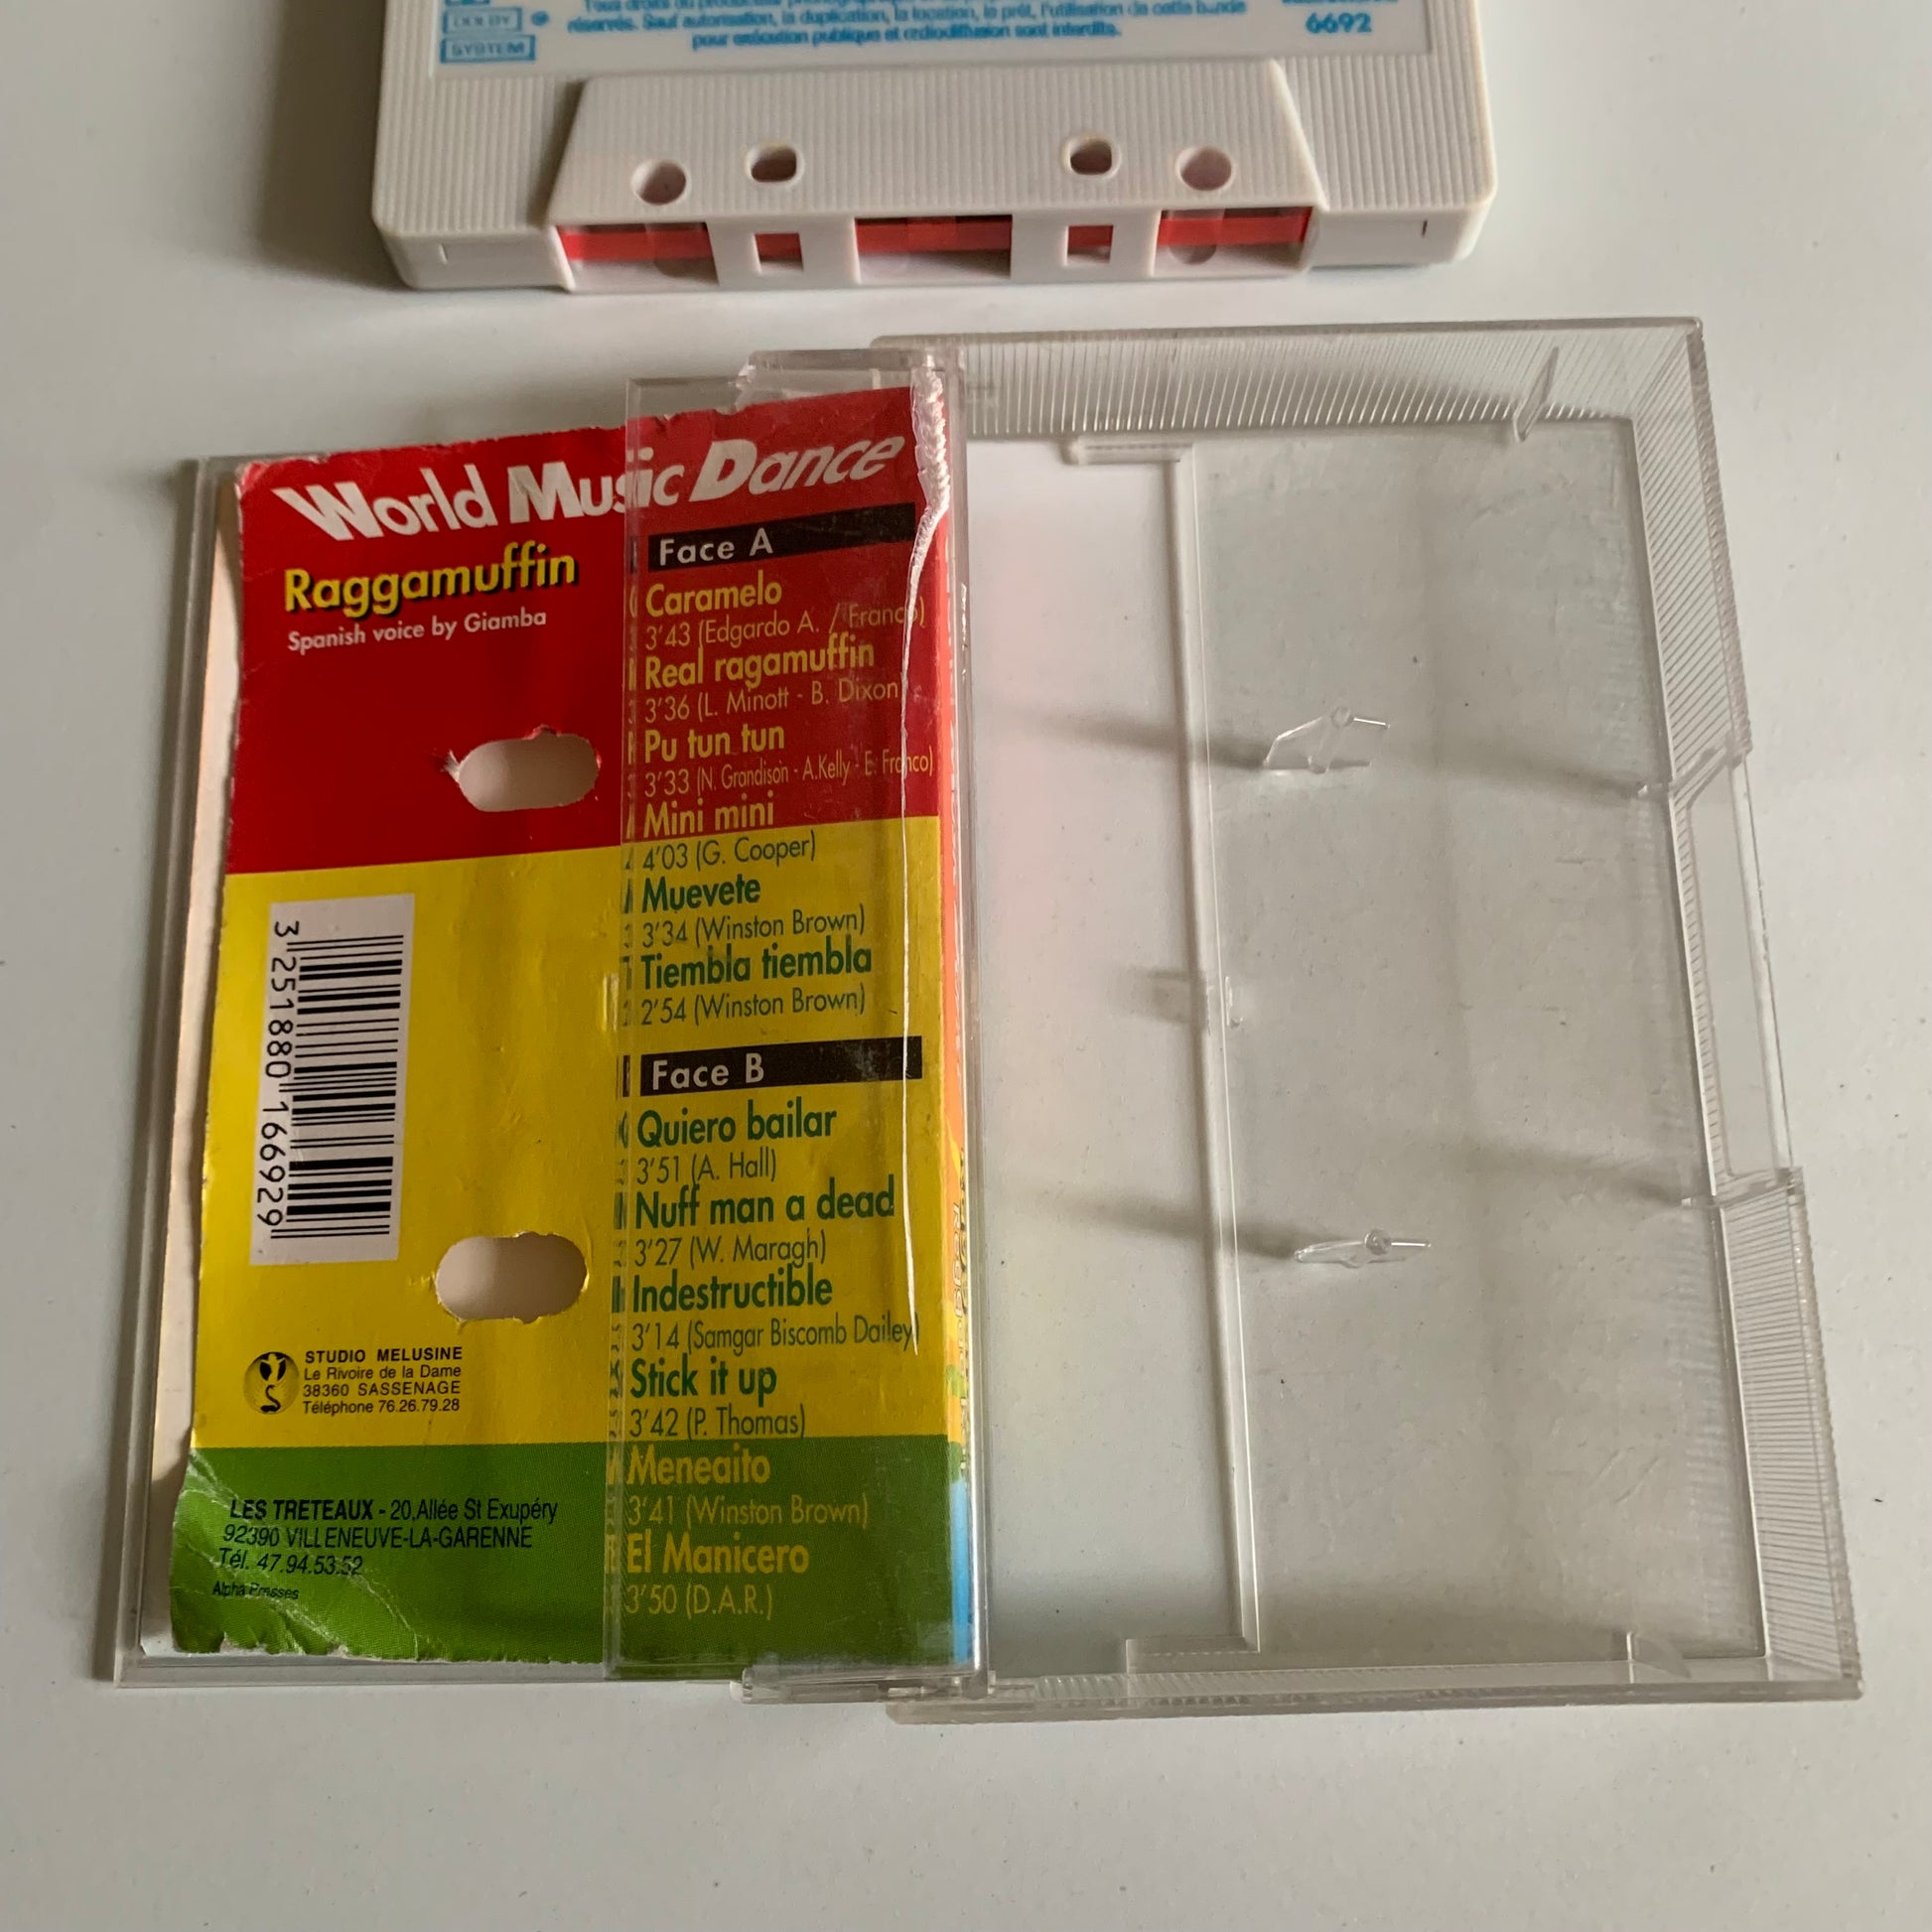 DOLBY
SYSTEM
réservés. Sauf autorisation, la duplication, la location, le prêt, l'utilisation de cette bande
pour exécution publique et radiodiffusion sont interdits.
6692
World Music Dance
Raggamuffin
Spanish voice by Giamba
Face A
Caramelo
3'43 (Edgardo A. / Franco)
Real ragamuffin
3'36 (L. Minott - B. Dixon)
Pu tun tun
3'33 (N. Grandison - A.Kelly - E. Franco)
Mini mini
4'03 (G. Cooper)
Muevete
3'34 (Winston Brown)
Tiembla tiembla
2'54 (Winston Brown)
Face B
Quiero bailar
3'51 (A. Hall)
Nuff man a dead
3'27 (W. Maragh)
Indestructible
3'14 (Samgar Biscomb Dailey)
Stick it up
3'42 (P. Thomas)
Meneaito
3'41 (Winston Brown)
El Manicero
3'50 (D.A.R.)
3 251880 166929
STUDIO MELUSINE
Le Rivoire de la Dame
38360 SASSENAGE
Téléphone 76.26.79.28
LES TRETEAUX - 20,Allée St Exupéry
92390 VILLENEUVE-LA-GARENNE
Tél. 47.94.53.52
Alpha Presses